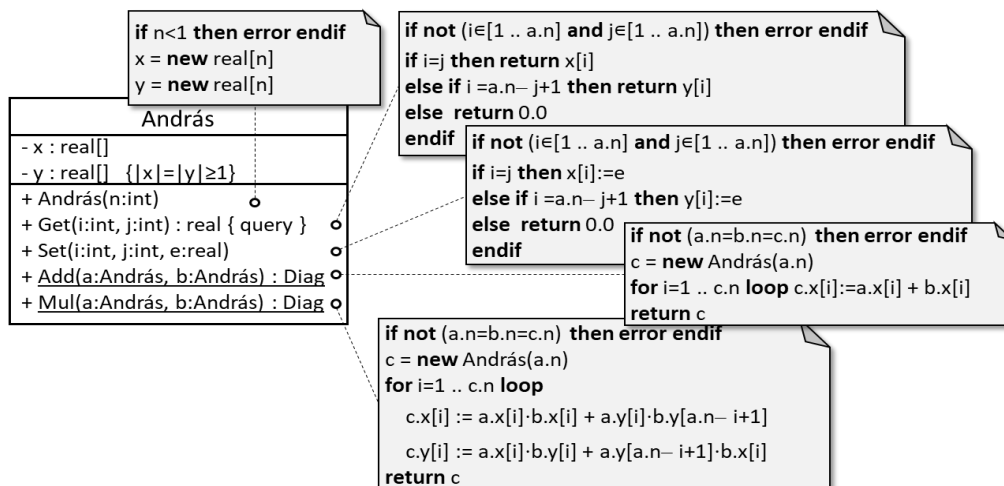 if n<1 then error endif
x = new real[n]
y = new real[n]
András
- x : real[]
- y : real[]   {|x|=|y|≥1}
+ András(n:int)
+ Get(i:int, j:int) : real { query }
+ Set(i:int, j:int, e:real)
+ Add(a:András, b:András) : Diag
+ Mul(a:András, b:András) : Diag
if not (i∈[1 .. a.n] and j∈[1 .. a.n]) then error endif
if i=j then return x[i]
else if i =a.n– j+1 then return y[i]
else return 0.0
endif
if not (i∈[1 .. a.n] and j∈[1 .. a.n]) then error endif
if i=j then x[i]:=e
else if i =a.n– j+1 then y[i]:=e
else return 0.0
endif
if not (a.n=b.n=c.n) then error endif
c = new András(a.n)
for i=1 .. c.n loop c.x[i]:=a.x[i] + b.x[i]
return c
if not (a.n=b.n=c.n) then error endif
c = new András(a.n)
for i=1 .. c.n loop
c.x[i] := a.x[i]·b.x[i] + a.y[i]·b.y[a.n– i+1]
c.y[i] := a.x[i]·b.y[i] + a.y[a.n– i+1]·b.x[i]
return c